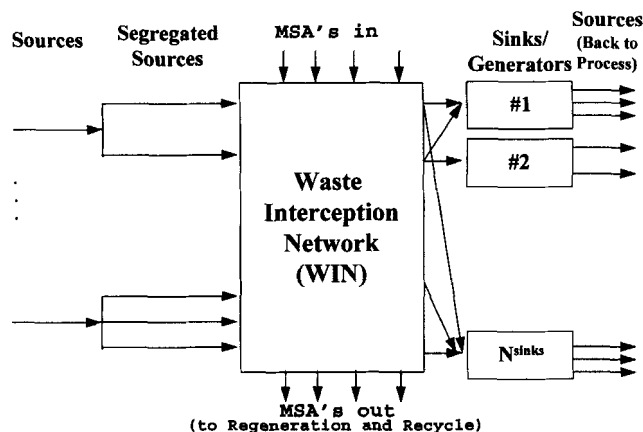 Sources
Segregated
Sources
MSA's in
Sinks/
Generators
Sources
(Back to
Process)
#1
#2
Waste
Interception
Network
(WIN)
N^sinks
MSA's out
(to Regeneration and Recycle)